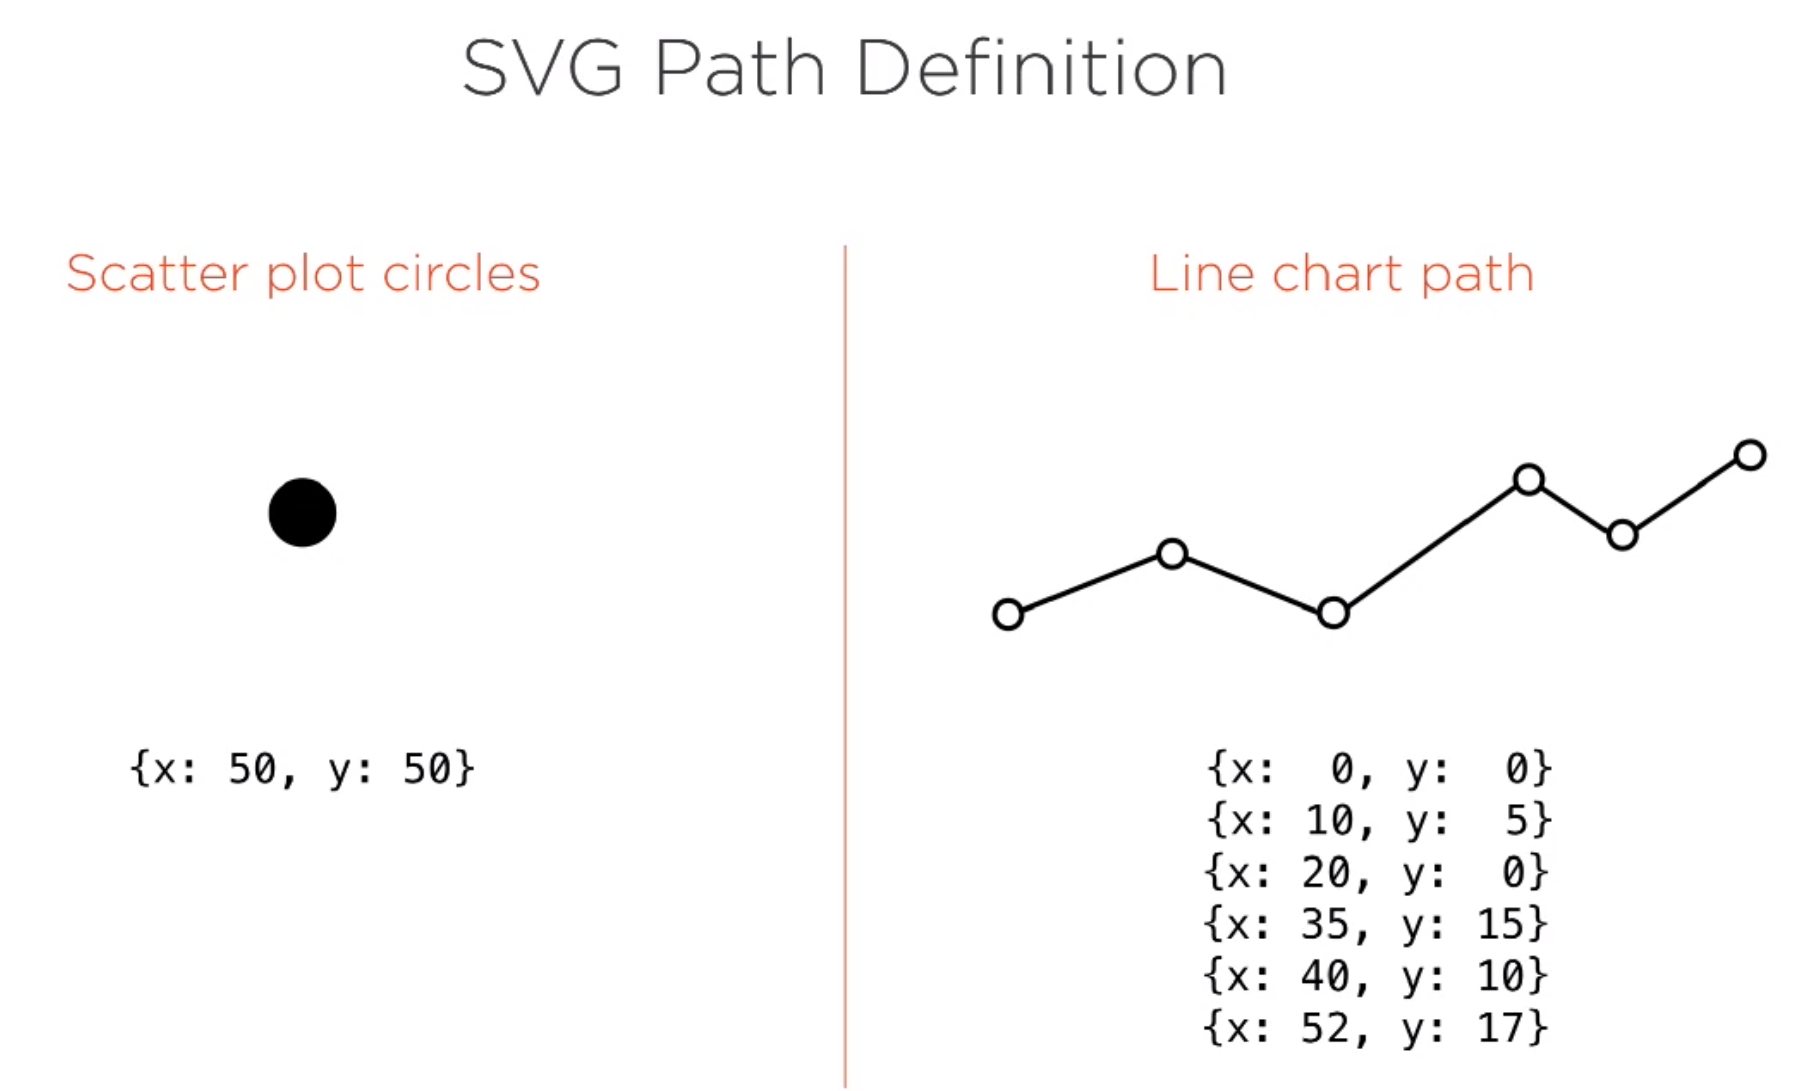 SVG Path Definition
Scatter plot circles
{x: 50, y: 50}
Line chart path
{x:  0, y:  0}
{x: 10, y:  5}
{x: 20, y:  0}
{x: 35, y: 15}
{x: 40, y: 10}
{x: 52, y: 17}